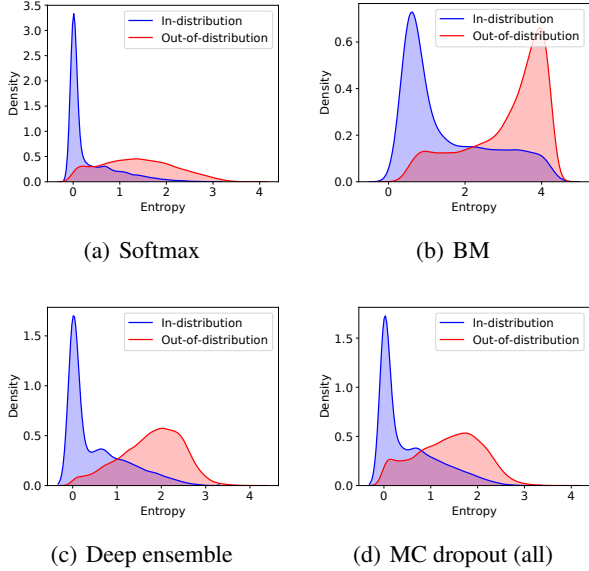 3.5
3.0
2.5
2.0
1.5
1.0
0.5
0.0
Density
In-distribution
Out-of-distribution
0 1 2 3 4
Entropy
(a) Softmax
0.6
0.4
0.2
0.0
Density
In-distribution
Out-of-distribution
0 2 4
Entropy
(b) BM
1.5
1.0
0.5
0.0
Density
In-distribution
Out-of-distribution
0 1 2 3 4
Entropy
(c) Deep ensemble
1.5
1.0
0.5
0.0
Density
In-distribution
Out-of-distribution
0 1 2 3 4
Entropy
(d) MC dropout (all)